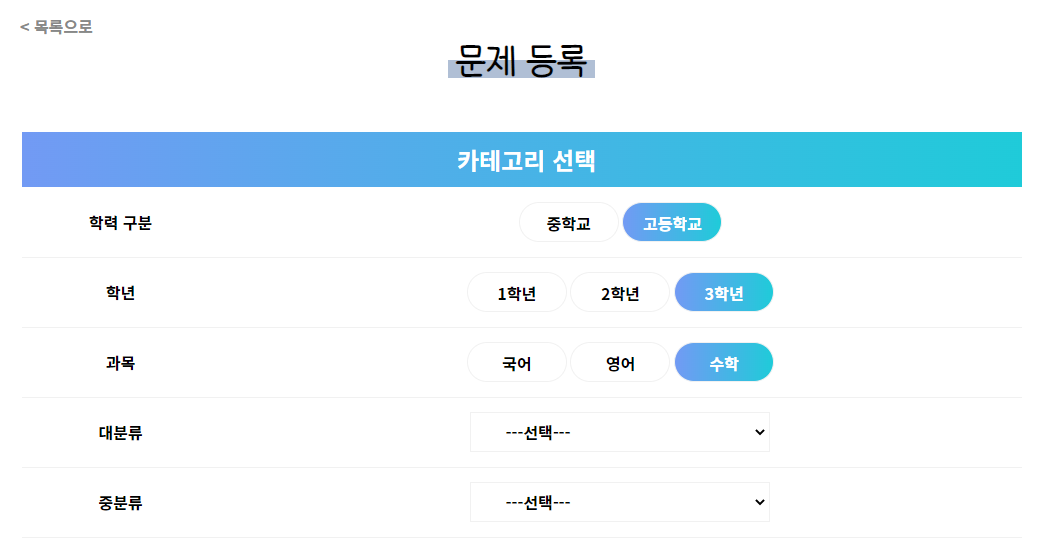 < 목록으로
문제 등록
카테고리 선택
학력 구분 중학교 고등학교
학년 1학년 2학년 3학년
과목 국어 영어 수학
대분류 ---선택---
중분류 ---선택---